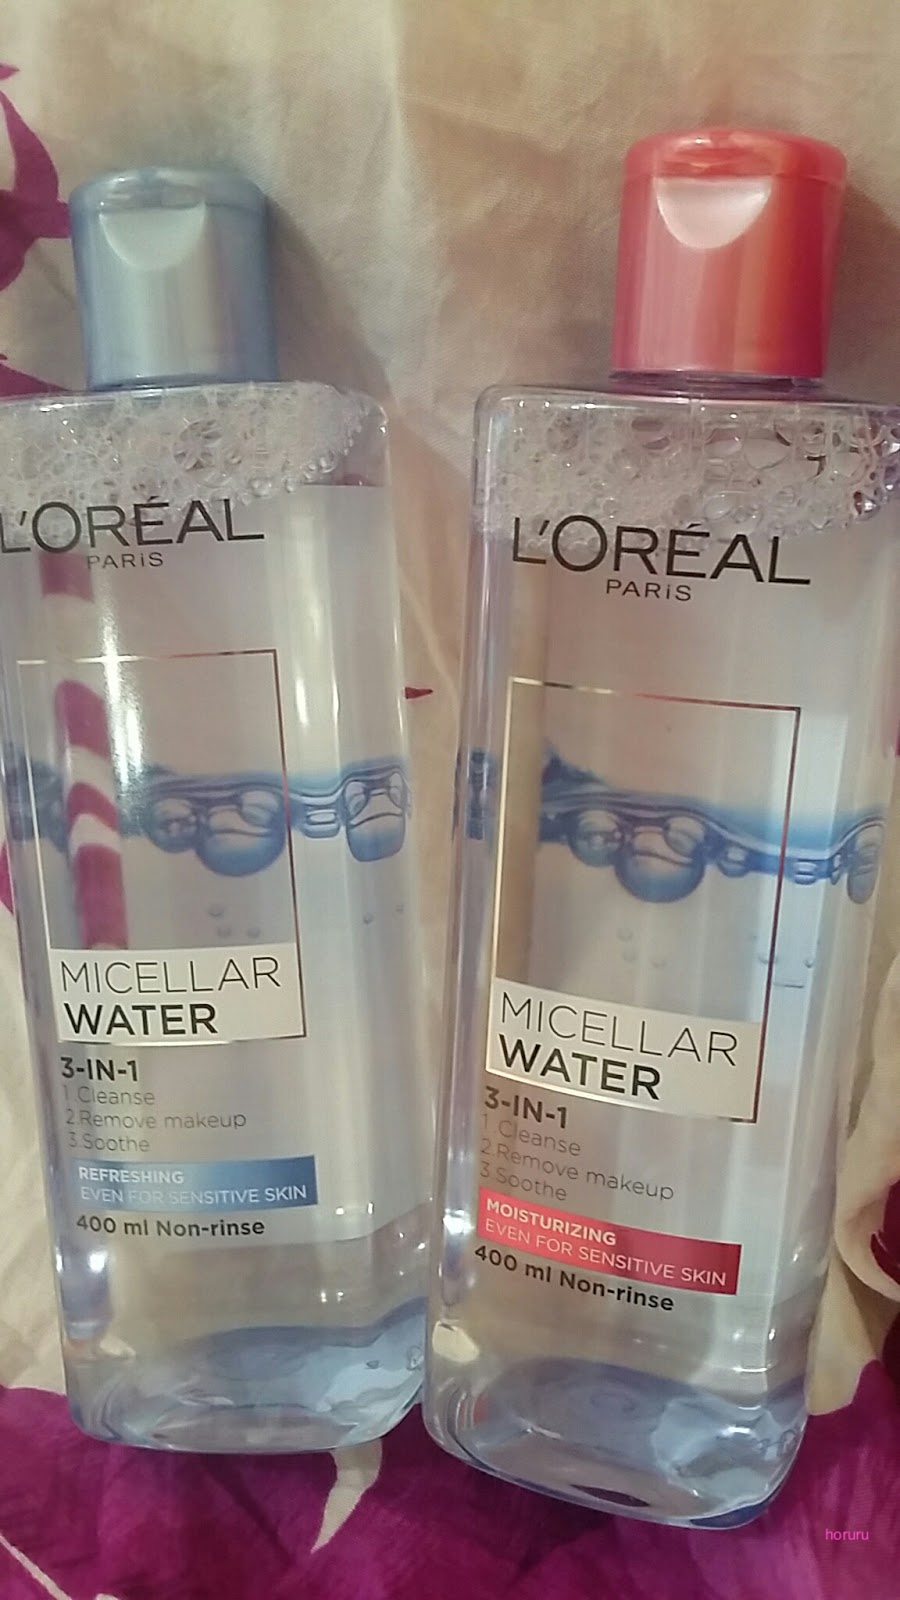 L'ORÉAL
PARiS
MICELLAR
WATER
3-IN-1
1.Cleanse
2.Remove makeup
3.Soothe
REFRESHING
EVEN FOR SENSITIVE SKIN
400 ml Non-rinse
L'ORÉAL
PARiS
MICELLAR
WATER
3-IN-1
1.Cleanse
2.Remove makeup
3.Soothe
MOISTURIZING
EVEN FOR SENSITIVE SKIN
400 ml Non-rinse
horuru